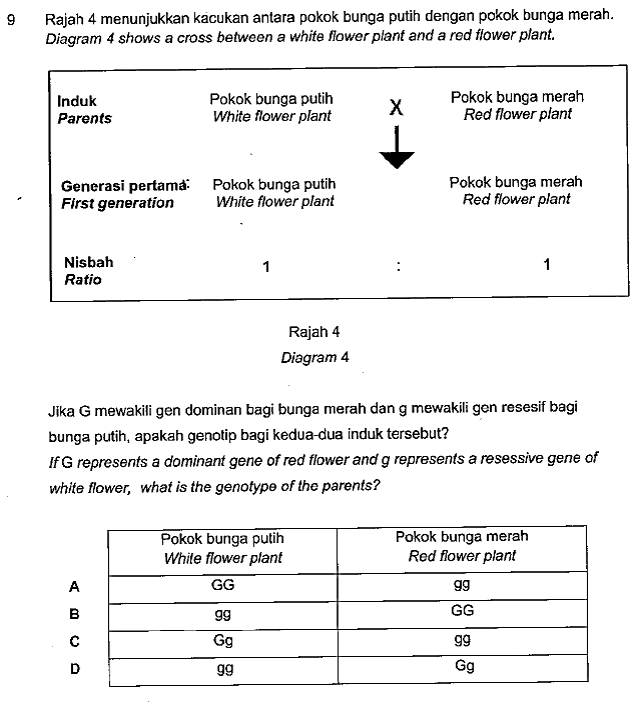 9 Rajah 4 menunjukkan kacukan antara pokok bunga putih dengan pokok bunga merah.
Diagram 4 shows a cross between a white flower plant and a red flower plant.
Induk Pokok bunga putih X Pokok bunga merah
Parents White flower plant Red flower plant
Generasi pertama: Pokok bunga putih Pokok bunga merah
First generation White flower plant Red flower plant
Nisbah 1 : 1
Ratio
Rajah 4
Diagram 4
Jika G mewakili gen dominan bagi bunga merah dan g mewakili gen resesif bagi
bunga putih, apakah genotip bagi kedua-dua induk tersebut?
If G represents a dominant gene of red flower and g represents a resessive gene of
white flower, what is the genotype of the parents?
Pokok bunga putih Pokok bunga merah
White flower plant Red flower plant
A GG gg
B gg GG
C Gg gg
D gg Gg